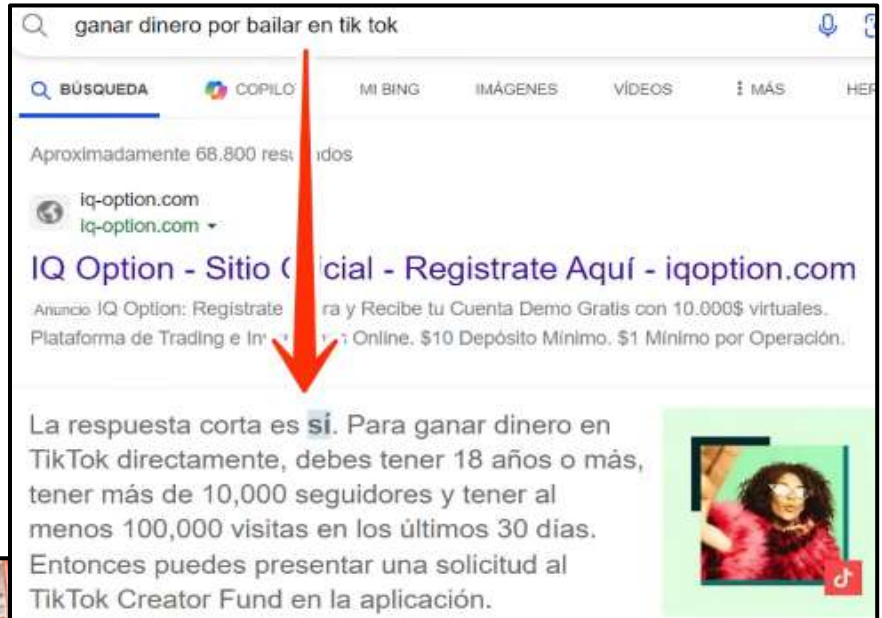 ganar dinero por bailar en tik tok
BÚSQUEDA COPILO MI BING IMÁGENES VÍDEOS MÁS HER
Aproximadamente 68.800 resu dos
iq-option.com
iq-option.com
IQ Option - Sitio O icial - Registrate Aquí - iqoption.com
Anuncio IQ Option: Registrate ra y Recibe tu Cuenta Demo Gratis con 10.000$ virtuales.
Plataforma de Trading e Inv s Online. $10 Depósito Mínimo. $1 Mínimo por Operación.
La respuesta corta es sí. Para ganar dinero en
TikTok directamente, debes tener 18 años o más,
tener más de 10,000 seguidores y tener al
menos 100,000 visitas en los últimos 30 días.
Entonces puedes presentar una solicitud al
TikTok Creator Fund en la aplicación.